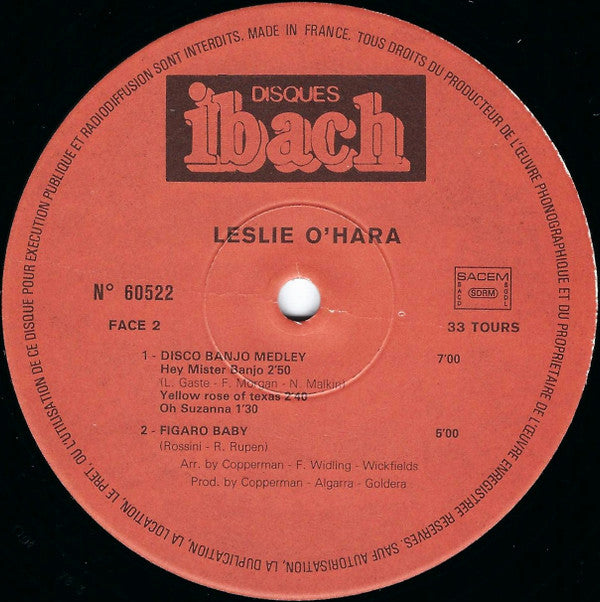 TOUS DROITS DU PRODUCTEUR DE L'ŒUVRE PHONOGRAPHIQUE ET DU PROPRIETAIRE DE L'ŒUVRE ENREGISTREE RESERVES. SAUF AUTORISATION, LA DUPLICATION, LA LOCATION, LE PRET, OU L'UTILISATION DE CE DISQUE POUR EXECUTION PUBLIQUE ET RADIODIFFUSION SONT INTERDITS. MADE IN FRANCE.
DISQUES
ibach
LESLIE O'HARA
N° 60522
SACEM
SACD SDRM SGDL
FACE 2
33 TOURS
1 - DISCO BANJO MEDLEY 7'00
Hey Mister Banjo 2'50
(L. Gaste - F. Morgan - N. Malkin)
Yellow rose of texas 2'40
Oh Suzanna 1'30
2 - FIGARO BABY 5'00
(Rossini - R. Rupen)
Arr. by Copperman - F. Widling - Wickfields
Prod. by Copperman - Algarra - Goldera